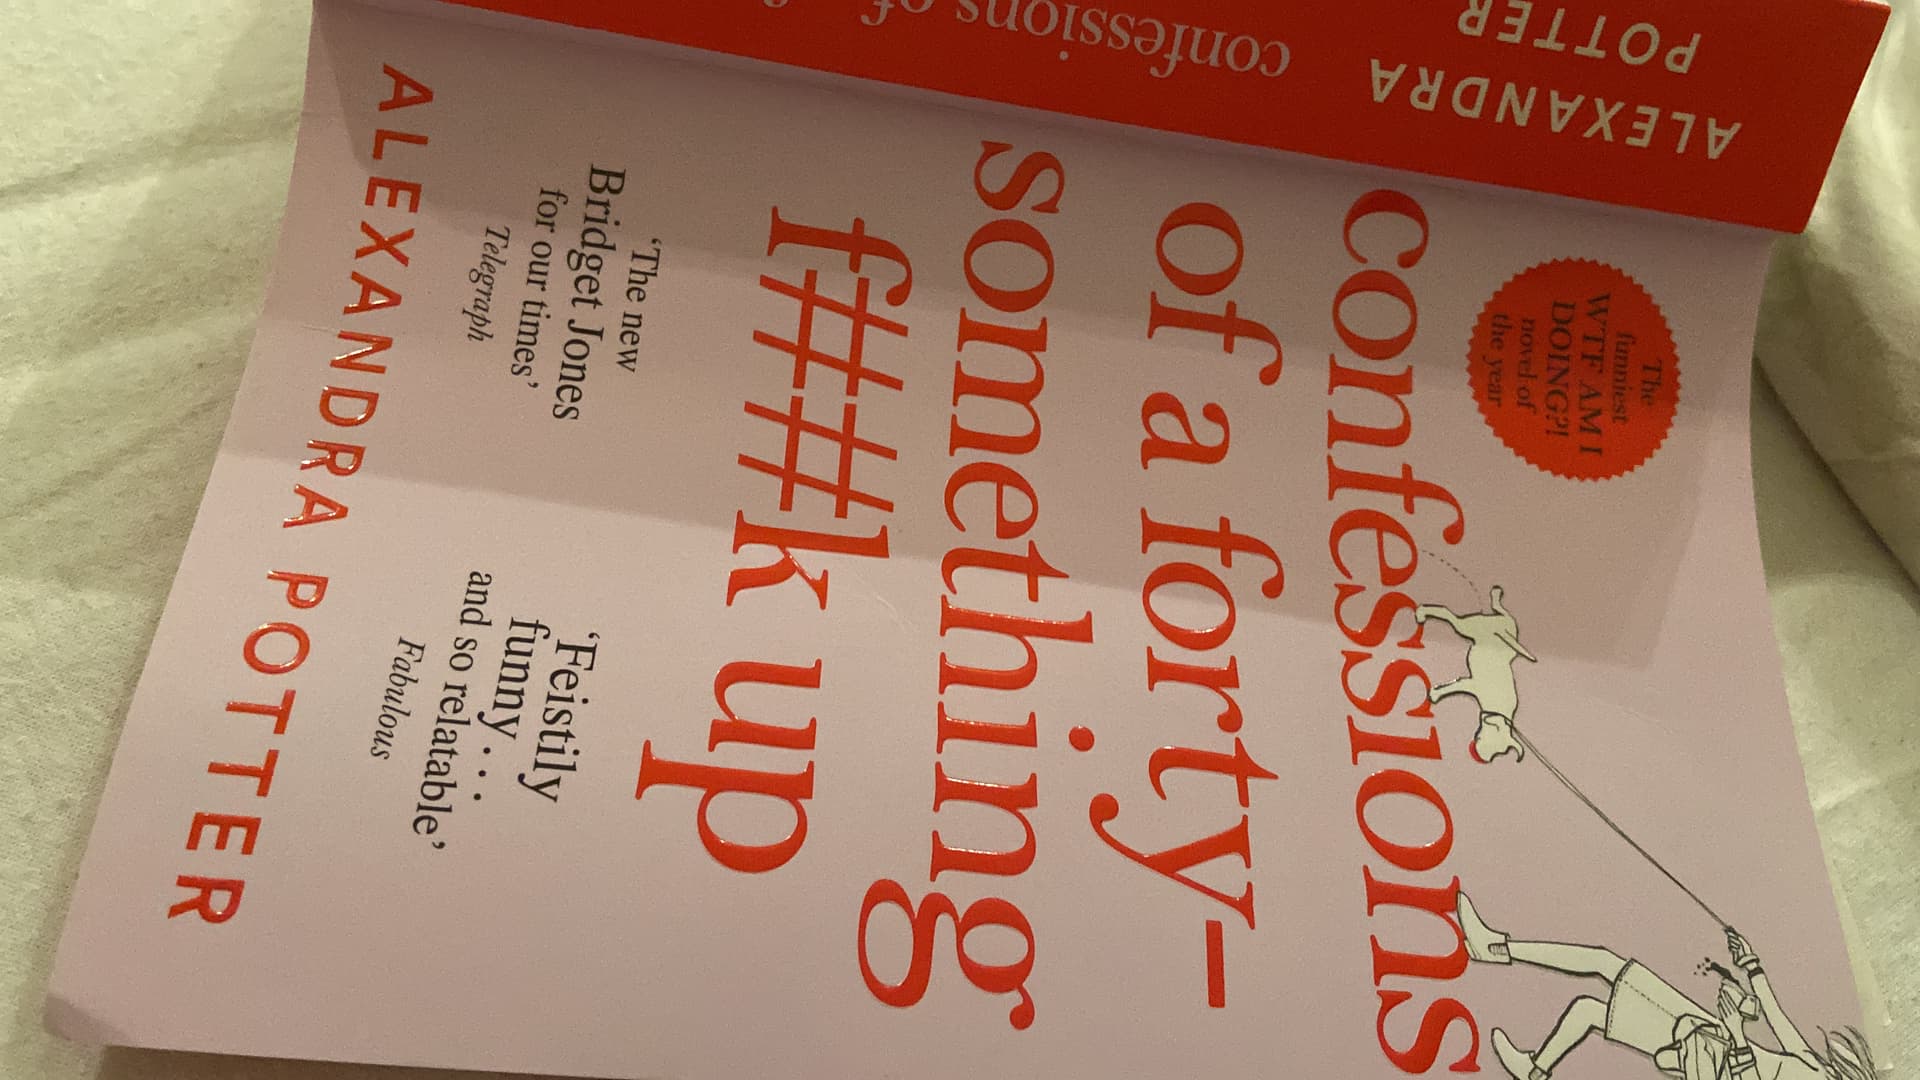 The
funniest
WTF AM I
DOING?!
novel of
the year
confessions
of a forty-
something
f###k up
'The new
Bridget Jones
for our times'
Telegraph
'Feistily
funny . . .
and so relatable'
Fabulous
ALEXANDRA POTTER
ALEXANDRA
POTTER
confessions of